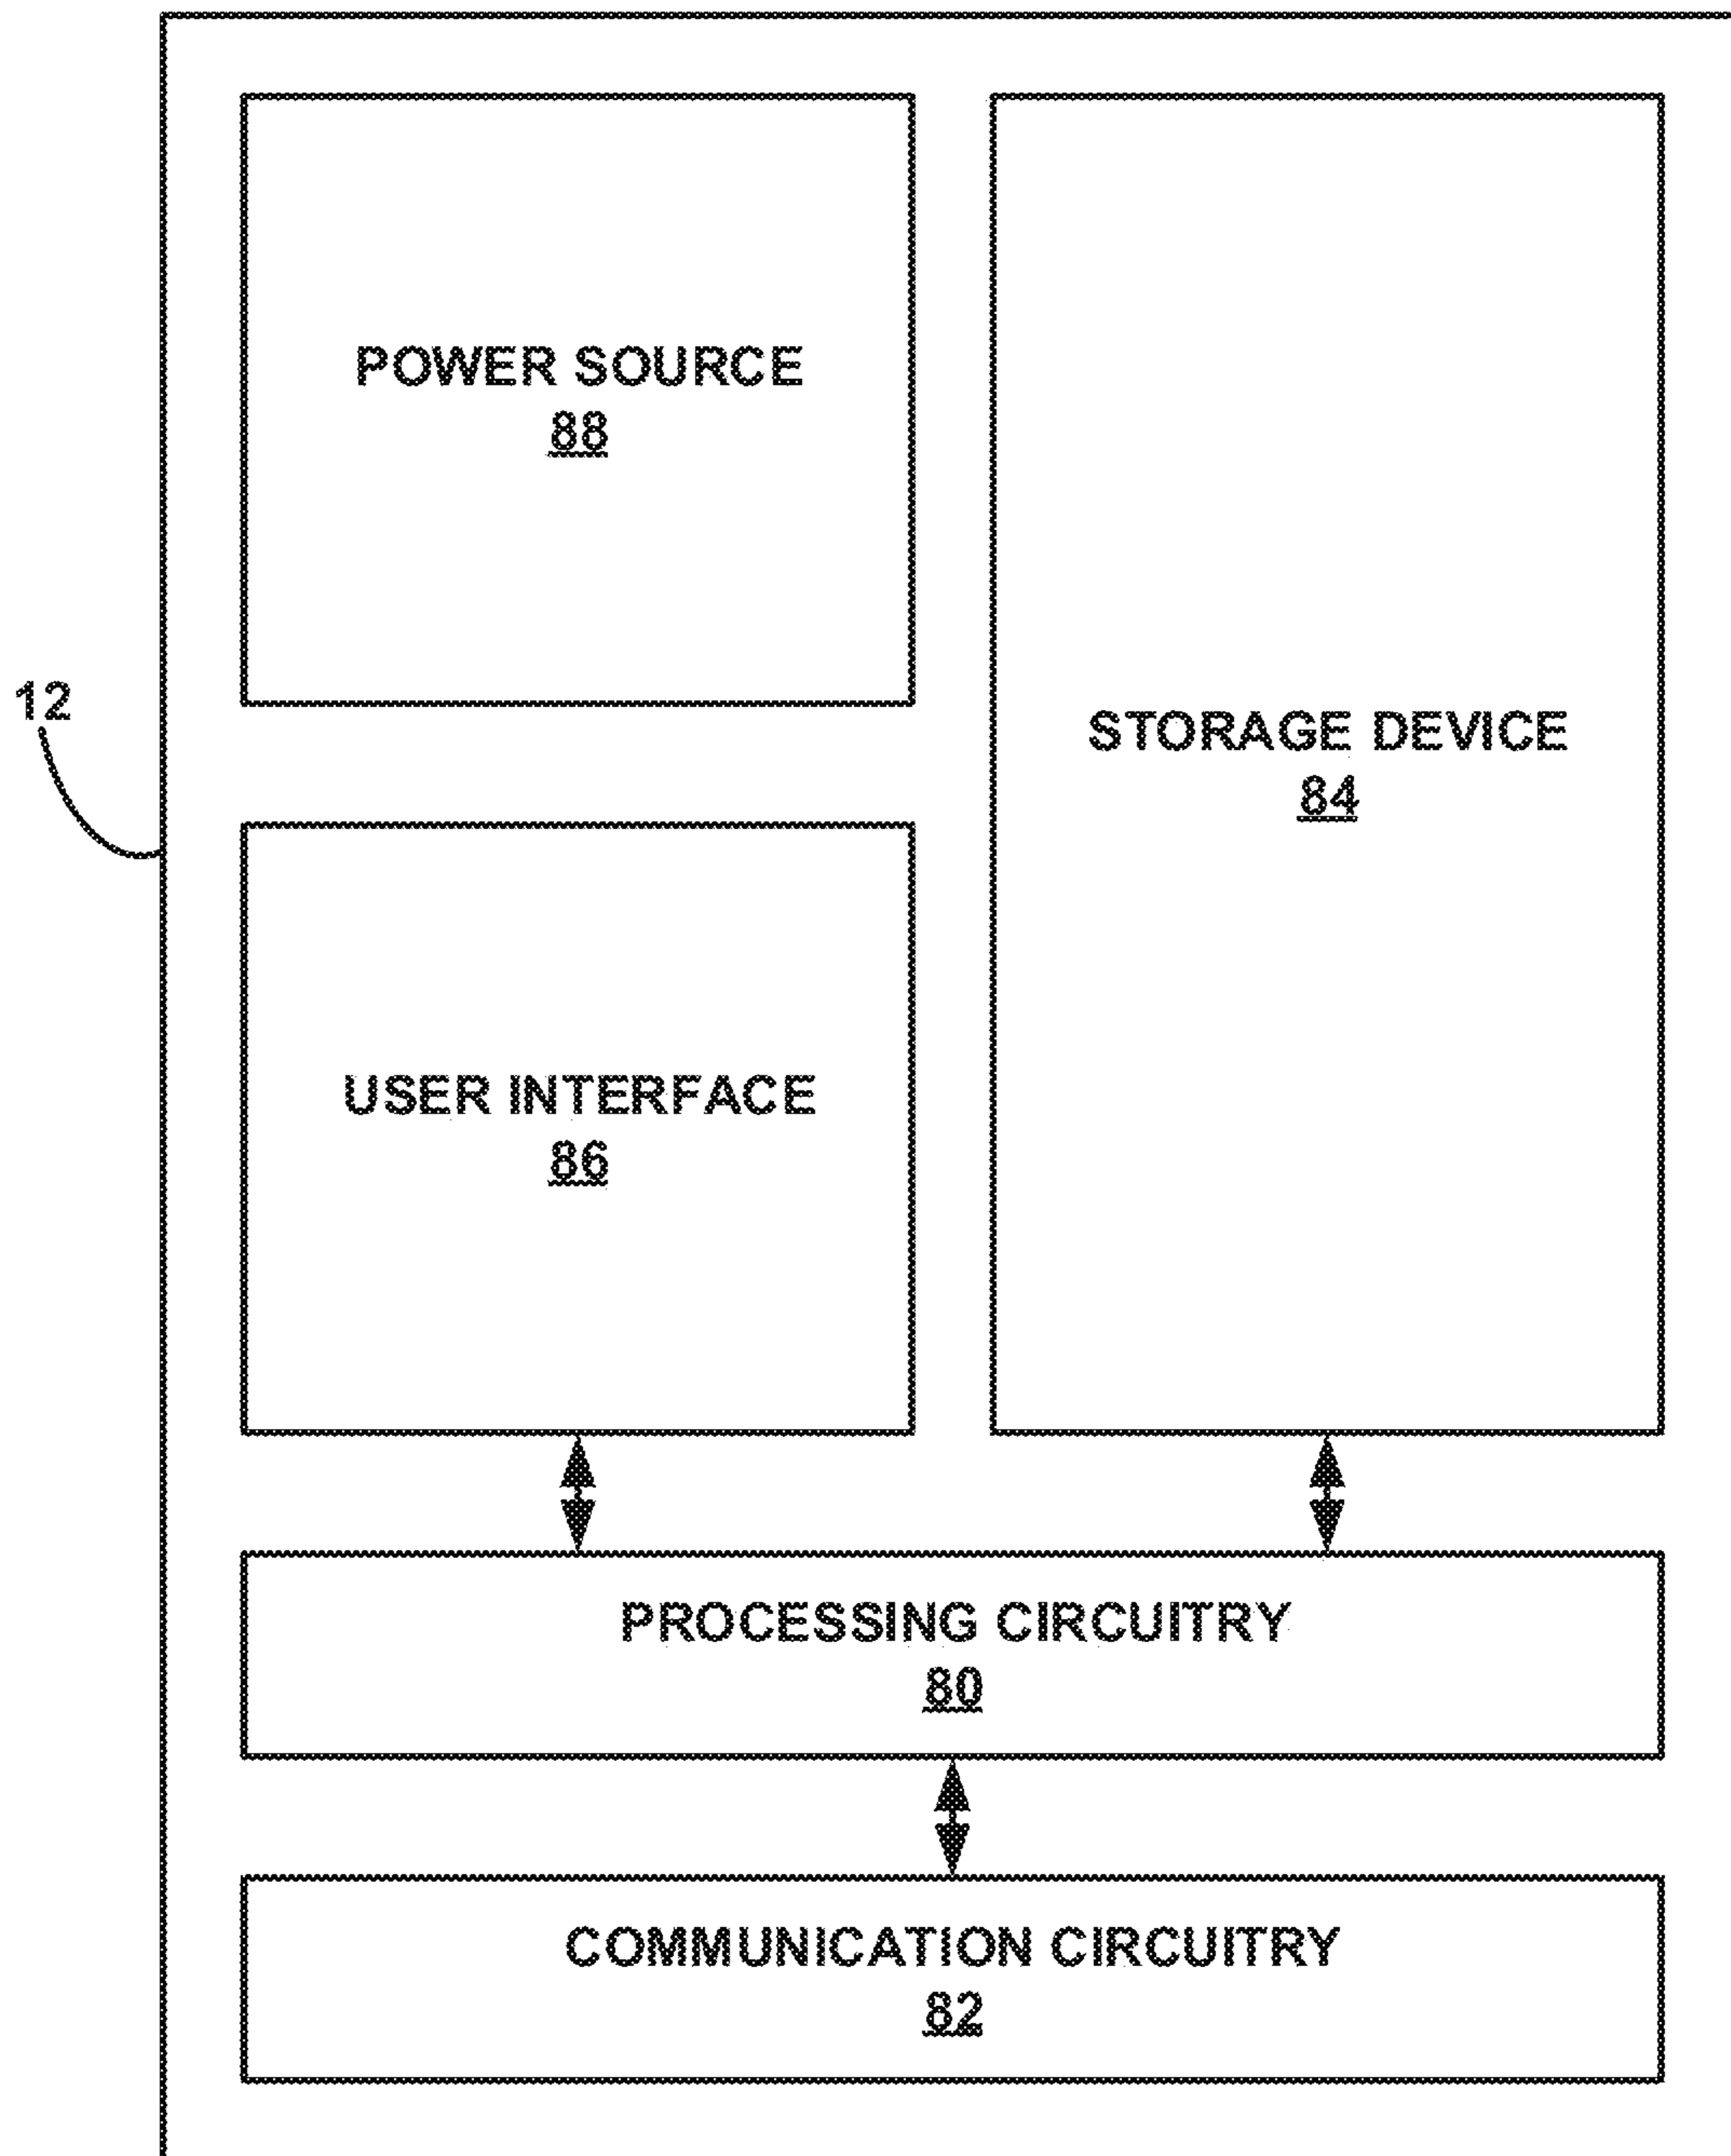 POWER SOURCE
88
12
STORAGE DEVICE
84
USER INTERFACE
86
PROCESSING CIRCUITRY
80
COMMUNICATION CIRCUITRY
82